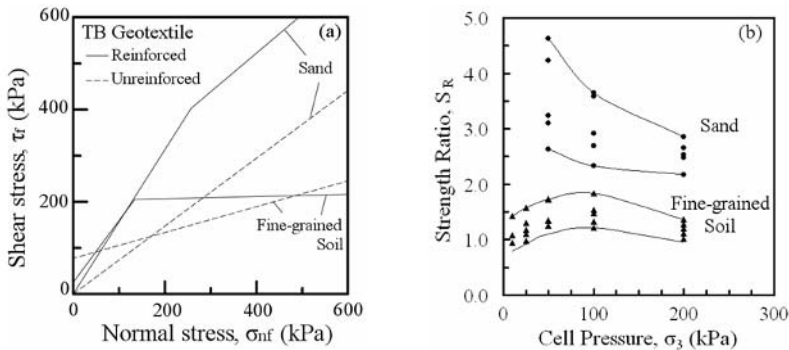 TB Geotextile
Reinforced
Unreinforced
(a)
Sand
Fine-grained
Soil
600
400
200
0
0
200
400
600
Shear stress, τf (kPa)
Normal stress, σnf (kPa)
(b)
Sand
Fine-grained
Soil
5.0
4.0
3.0
2.0
1.0
0.0
0
100
200
300
Strength Ratio, SR
Cell Pressure, σ3 (kPa)